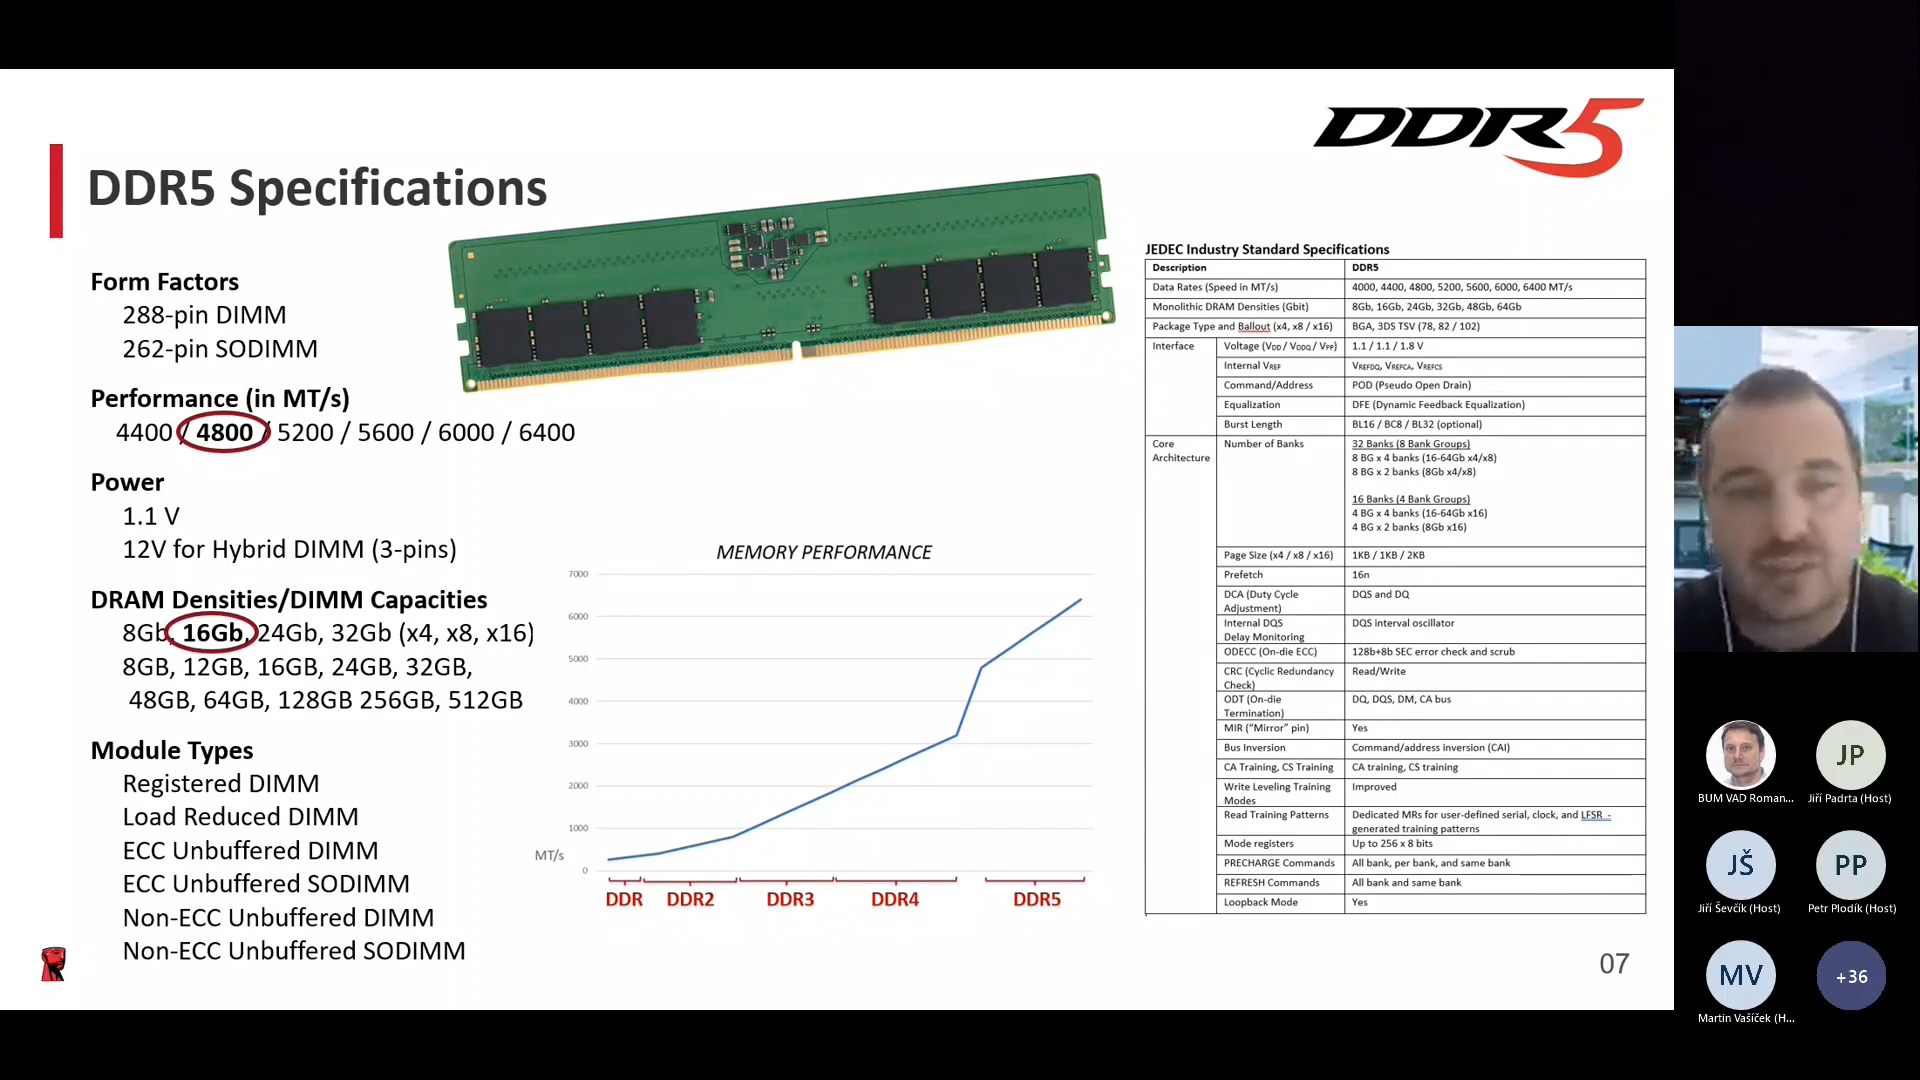 DDR5
DDR5 Specifications
Form Factors
288-pin DIMM
262-pin SODIMM
Performance (in MT/s)
4400 / 4800 / 5200 / 5600 / 6000 / 6400
Power
1.1 V
12V for Hybrid DIMM (3-pins)
DRAM Densities/DIMM Capacities
8Gb, 16Gb, 24Gb, 32Gb (x4, x8, x16)
8GB, 12GB, 16GB, 24GB, 32GB,
48GB, 64GB, 128GB 256GB, 512GB
Module Types
Registered DIMM
Load Reduced DIMM
ECC Unbuffered DIMM
ECC Unbuffered SODIMM
Non-ECC Unbuffered DIMM
Non-ECC Unbuffered SODIMM
MEMORY PERFORMANCE
7000
6000
5000
4000
3000
2000
1000
MT/s
0
DDR DDR2 DDR3 DDR4 DDR5
JEDEC Industry Standard Specifications
Description DDR5
Data Rates (Speed in MT/s) 4000, 4400, 4800, 5200, 5600, 6000, 6400 MT/s
Monolithic DRAM Densities (Gbit) 8Gb, 16Gb, 24Gb, 32Gb, 48Gb, 64Gb
Package Type and Ballout (x4, x8 / x16) BGA, 3DS TSV (78, 82 / 102)
Interface Voltage (VDD / VDDQ / VPP) 1.1 / 1.1 / 1.8 V
Internal VREF VREFDQ, VREFCA, VREFCS
Command/Address POD (Pseudo Open Drain)
Equalization DFE (Dynamic Feedback Equalization)
Burst Length BL16 / BC8 / BL32 (optional)
Core Number of Banks 32 Banks (8 Bank Groups)
Architecture 8 BG x 4 banks (16-64Gb x4/x8)
8 BG x 2 banks (8Gb x4/x8)
16 Banks (4 Bank Groups)
4 BG x 4 banks (16-64Gb x16)
4 BG x 2 banks (8Gb x16)
Page Size (x4 / x8 / x16) 1KB / 1KB / 2KB
Prefetch 16n
DCA (Duty Cycle DQS and DQ
Adjustment)
Internal DQS DQS interval oscillator
Delay Monitoring
ODECC (On-die ECC) 128b+8b SEC error check and scrub
CRC (Cyclic Redundancy Read/Write
Check)
ODT (On-die DQ, DQS, DM, CA bus
Termination)
MIR (“Mirror” pin) Yes
Bus Inversion Command/address inversion (CAI)
CA Training, CS Training CA training, CS training
Write Leveling Training Improved
Modes
Read Training Patterns Dedicated MRs for user-defined serial, clock, and LFSR -
generated training patterns
Mode registers Up to 256 x 8 bits
PRECHARGE Commands All bank, per bank, and same bank
REFRESH Commands All bank and same bank
Loopback Mode Yes
07
JP
BUM VAD Roman... Jiří Padrta (Host)
JŠ PP
Jiří Ševčík (Host) Petr Plodík (Host)
MV +36
Martin Vašíček (H...